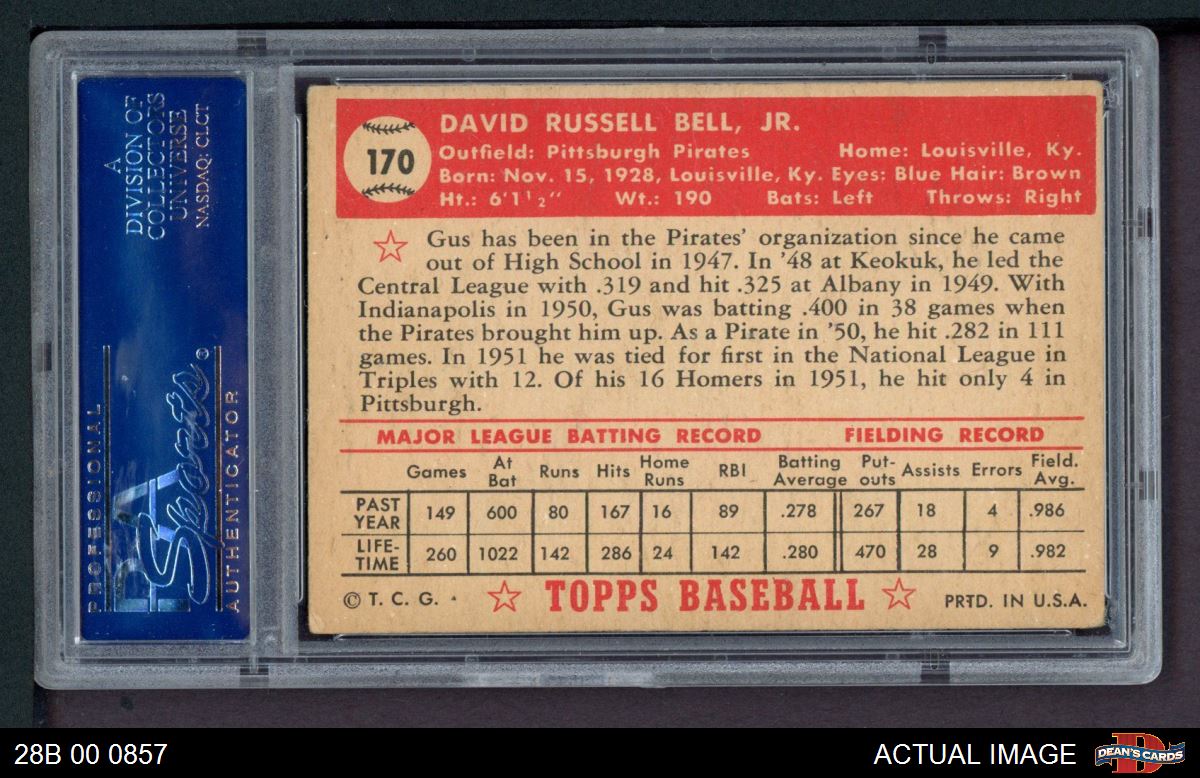 A
DIVISION OF
COLLECTORS
UNIVERSE
NASDAQ: CLCT
PROFESSIONAL
PSA
Sports®
AUTHENTICATOR
170
DAVID RUSSELL BELL, JR.
Outfield: Pittsburgh Pirates Home: Louisville, Ky.
Born: Nov. 15, 1928, Louisville, Ky. Eyes: Blue Hair: Brown
Ht.: 6'1½" Wt.: 190 Bats: Left Throws: Right
Gus has been in the Pirates' organization since he came
out of High School in 1947. In '48 at Keokuk, he led the
Central League with .319 and hit .325 at Albany in 1949. With
Indianapolis in 1950, Gus was batting .400 in 38 games when
the Pirates brought him up. As a Pirate in '50, he hit .282 in 111
games. In 1951 he was tied for first in the National League in
Triples with 12. Of his 16 Homers in 1951, he hit only 4 in
Pittsburgh.
MAJOR LEAGUE BATTING RECORD FIELDING RECORD
Games At Bat Runs Hits Home Runs RBI Batting Average Put-outs Assists Errors Field. Avg.
PAST YEAR 149 600 80 167 16 89 .278 267 18 4 .986
LIFE-TIME 260 1022 142 286 24 142 .280 470 28 9 .982
© T. C. G. ☆ TOPPS BASEBALL ☆ PRTD. IN U.S.A.
28B 00 0857 ACTUAL IMAGE DEAN'S CARDS